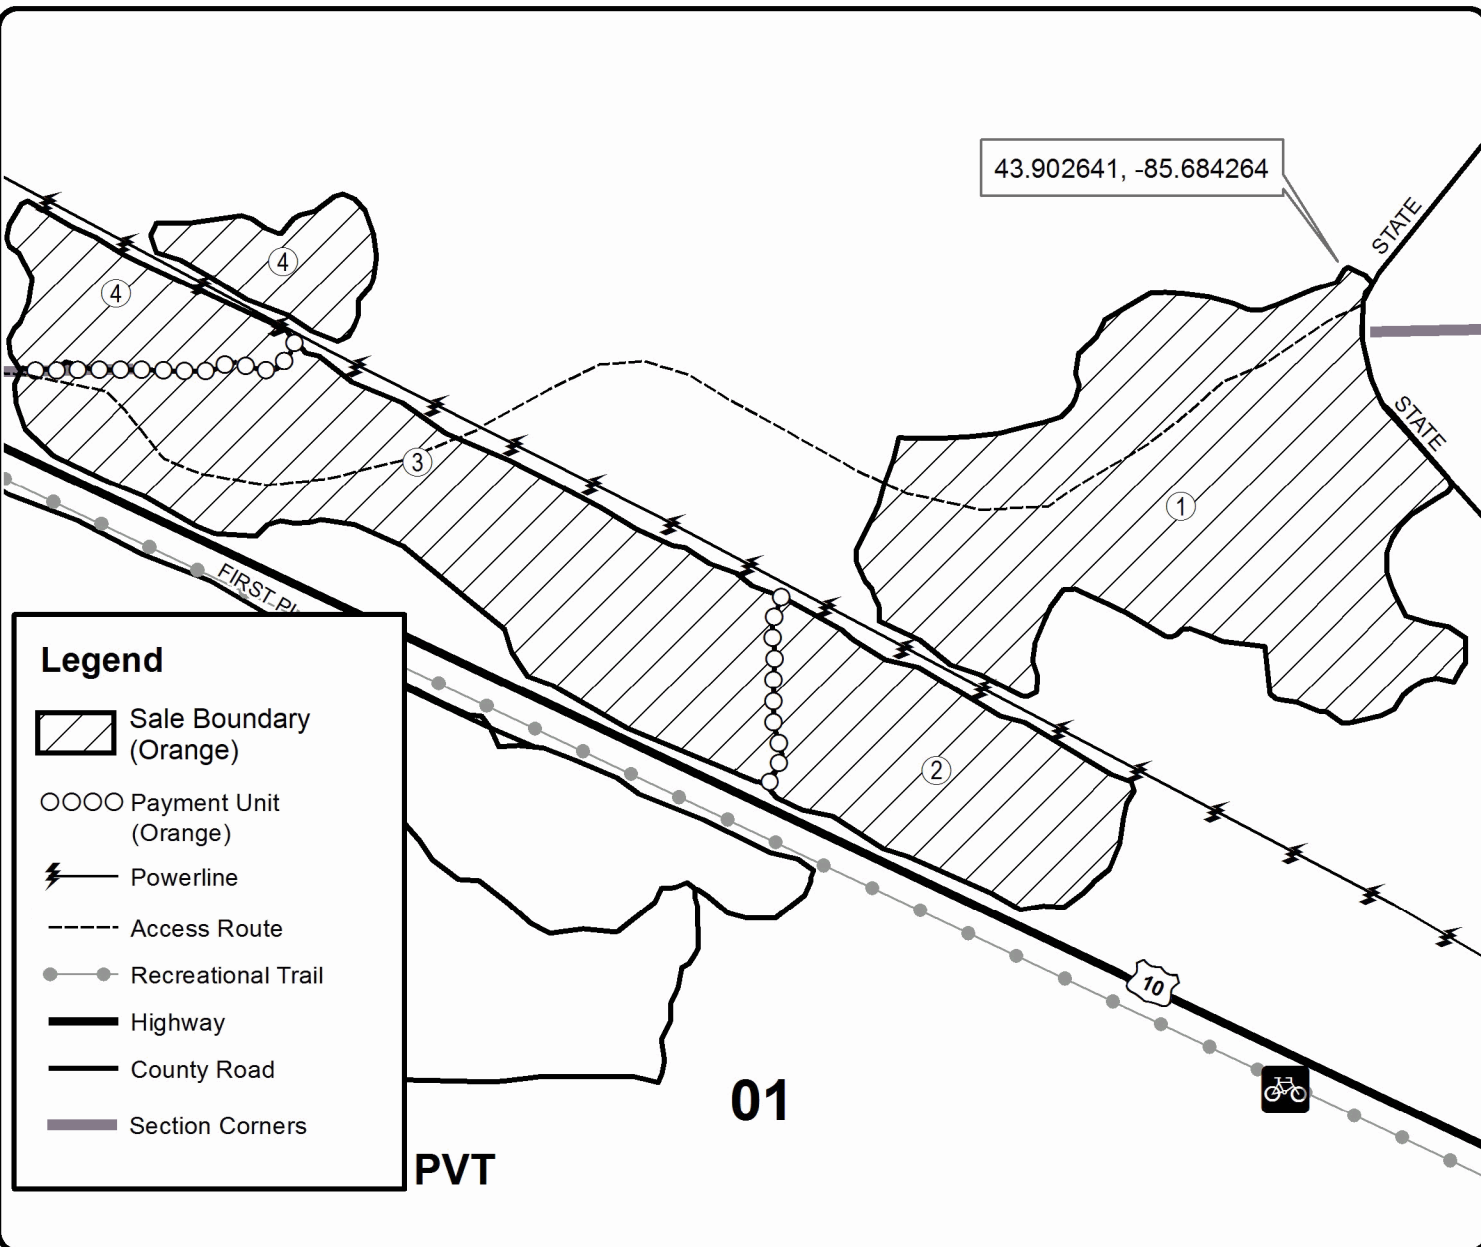 43.902641, -85.684264
STATE
STATE
4
4
3
1
2
FIRST
10
01
PVT
Legend
Sale Boundary
(Orange)
Payment Unit
(Orange)
Powerline
Access Route
Recreational Trail
Highway
County Road
Section Corners